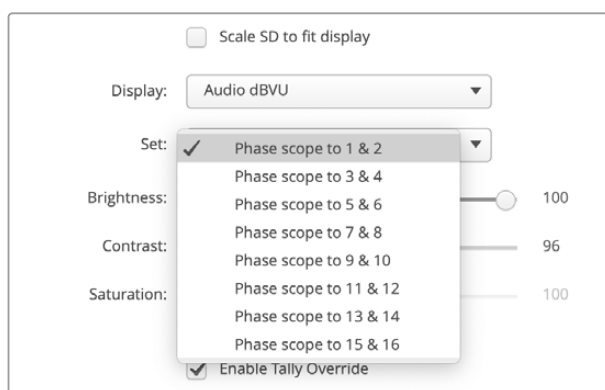 Scale SD to fit display
Display: Audio dBVU
Set: Phase scope to 1 & 2
Phase scope to 3 & 4
Brightness: Phase scope to 5 & 6 100
Phase scope to 7 & 8
Contrast: Phase scope to 9 & 10 96
Saturation: Phase scope to 11 & 12 100
Phase scope to 13 & 14
Phase scope to 15 & 16
Enable Tally Override